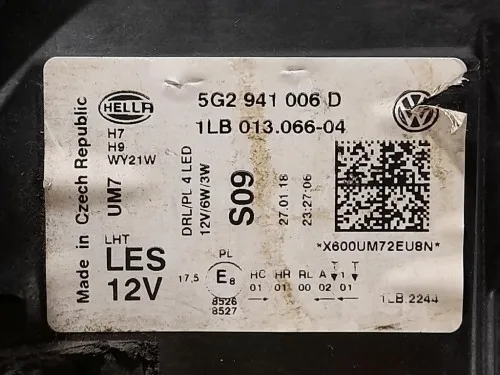 Made in Czech Republic
HELLA
5G2 941 006 D
1LB 013.066-04
VW
H7
H9
WY21W
UM7
DRL/PL 4 LED
12V/6W/3W
S09
27.01.18
23:27:06
*X600UM72EU8N*
LHT
LES
12V
PL
17,5
E8
8526
8527
HC HR RL A 1
01 01 00 02 01
1LB.2244